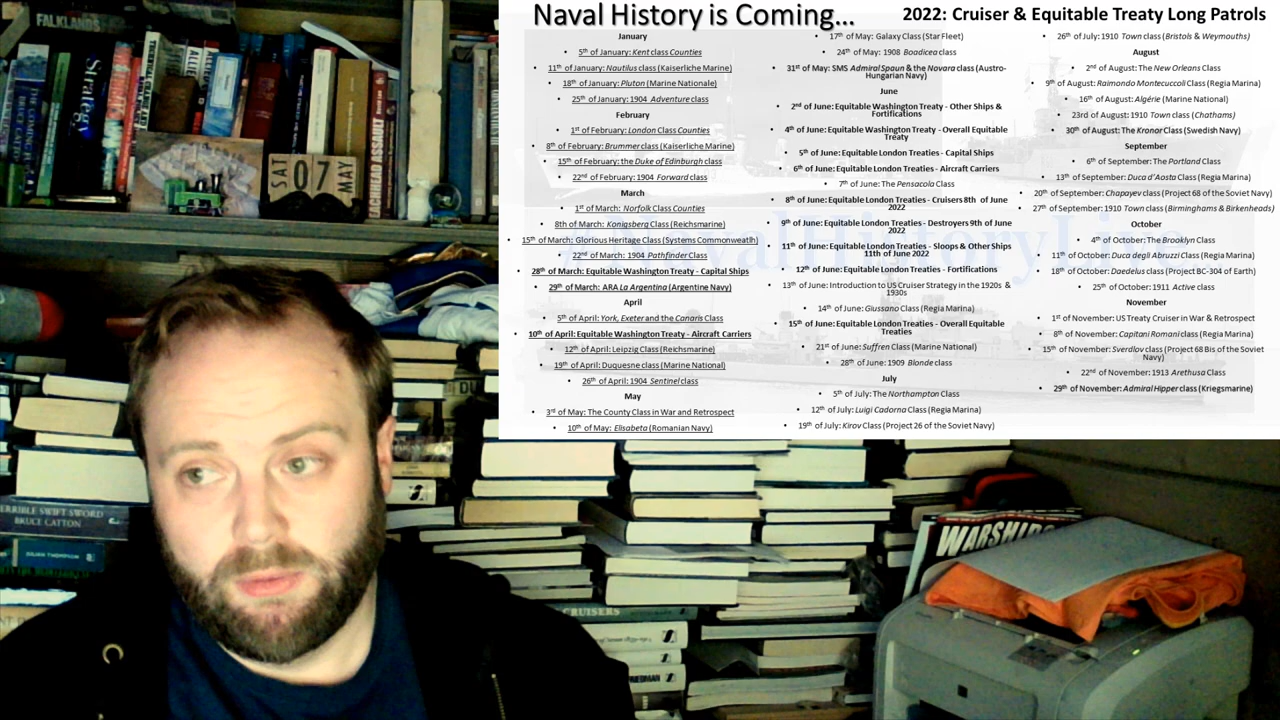 Naval History is Coming...
2022: Cruiser & Equitable Treaty Long Patrols
January
• 5th of January: Kent class Counties
• 11th of January: Nautilus class (Kaiserliche Marine)
• 18th of January: Pluton (Marine Nationale)
• 25th of January: 1904 Adventure class
February
• 1st of February: London Class Counties
• 8th of February: Brummer class (Kaiserliche Marine)
• 15th of February: the Duke of Edinburgh class
• 22nd of February: 1904 Forward class
March
• 1st of March: Norfolk Class Counties
• 8th of March: Konigsberg Class (Reichsmarine)
• 15th of March: Glorious Heritage Class (Systems Commonwealth)
• 22nd of March: 1904 Pathfinder Class
• 28th of March: Equitable Washington Treaty - Capital Ships
• 29th of March: ARA La Argentina (Argentine Navy)
April
• 5th of April: York, Exeter and the Canaris Class
• 10th of April: Equitable Washington Treaty - Aircraft Carriers
• 12th of April: Leipzig Class (Reichsmarine)
• 19th of April: Duquesne class (Marine National)
• 26th of April: 1904 Sentinel class
May
• 3rd of May: The County Class in War and Retrospect
• 10th of May: Elisabeta (Romanian Navy)
• 17th of May: Galaxy Class (Star Fleet)
• 24th of May: 1908 Boadicea class
• 31st of May: SMS Admiral Spaun & the Novara class (Austro-
Hungarian Navy)
June
• 2nd of June: Equitable Washington Treaty - Other Ships &
Fortifications
• 4th of June: Equitable Washington Treaty - Overall Equitable
Treaty
• 5th of June: Equitable London Treaties - Capital Ships
• 6th of June: Equitable London Treaties - Aircraft Carriers
• 7th of June: The Pensacola Class
• 8th of June: Equitable London Treaties - Cruisers 8th of June
2022
• 9th of June: Equitable London Treaties - Destroyers 9th of June
2022
• 11th of June: Equitable London Treaties - Sloops & Other Ships
11th of June 2022
• 12th of June: Equitable London Treaties - Fortifications
• 13th of June: Introduction to US Cruiser Strategy in the 1920s &
1930s
• 14th of June: Giussano Class (Regia Marina)
• 15th of June: Equitable London Treaties - Overall Equitable
Treaties
• 21st of June: Suffren Class (Marine National)
• 28th of June: 1909 Blonde class
July
• 5th of July: The Northampton Class
• 12th of July: Luigi Cadorna Class (Regia Marina)
• 19th of July: Kirov Class (Project 26 of the Soviet Navy)
• 26th of July: 1910 Town class (Bristols & Weymouths)
August
• 2nd of August: The New Orleans Class
• 9th of August: Raimondo Montecuccoli Class (Regia Marina)
• 16th of August: Algérie (Marine National)
• 23rd of August: 1910 Town class (Chathams)
• 30th of August: The Kronor Class (Swedish Navy)
September
• 6th of September: The Portland Class
• 13th of September: Duca d'Aosta Class (Regia Marina)
• 20th of September: Chapayev class (Project 68 of the Soviet Navy)
• 27th of September: 1910 Town class (Birminghams & Birkenheads)
October
• 4th of October: The Brooklyn Class
• 11th of October: Duca degli Abruzzi Class (Regia Marina)
• 18th of October: Daedelus class (Project BC-304 of Earth)
• 25th of October: 1911 Active class
November
• 1st of November: US Treaty Cruiser in War & Retrospect
• 8th of November: Capitani Romani class (Regia Marina)
• 15th of November: Sverdlov class (Project 68 Bis of the Soviet
Navy)
• 22nd of November: 1913 Arethusa Class
• 29th of November: Admiral Hipper class (Kriegsmarine)
#NavalHistoryLive
FALKLANDS
Strategy
BEACHHEAD ASSAULT
SAT 07 MAY
TERRIBLE SWIFT SWORD
BRUCE CATTON
JULIAN THOMPSON
CRUISERS
FRIEDMAN
WARSHIP